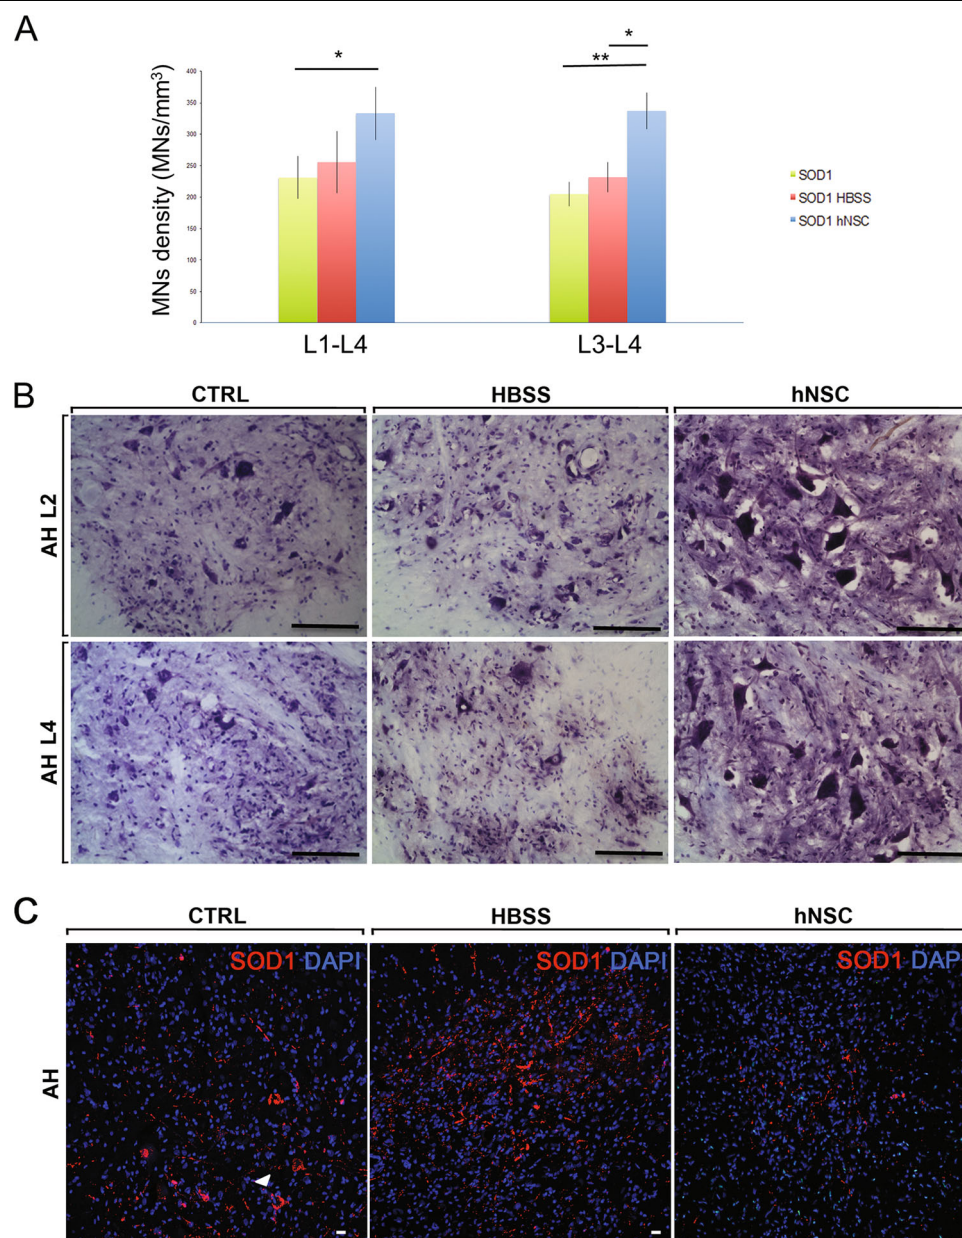 A
*
**
*
MNs density (MNs/mm³)
400
350
300
250
200
150
100
50
0
L1-L4
L3-L4
SOD1
SOD1 HBSS
SOD1 hNSC
B
CTRL
HBSS
hNSC
AH L2
AH L4
C
CTRL
HBSS
hNSC
AH
SOD1 DAPI
SOD1 DAPI
SOD1 DAP